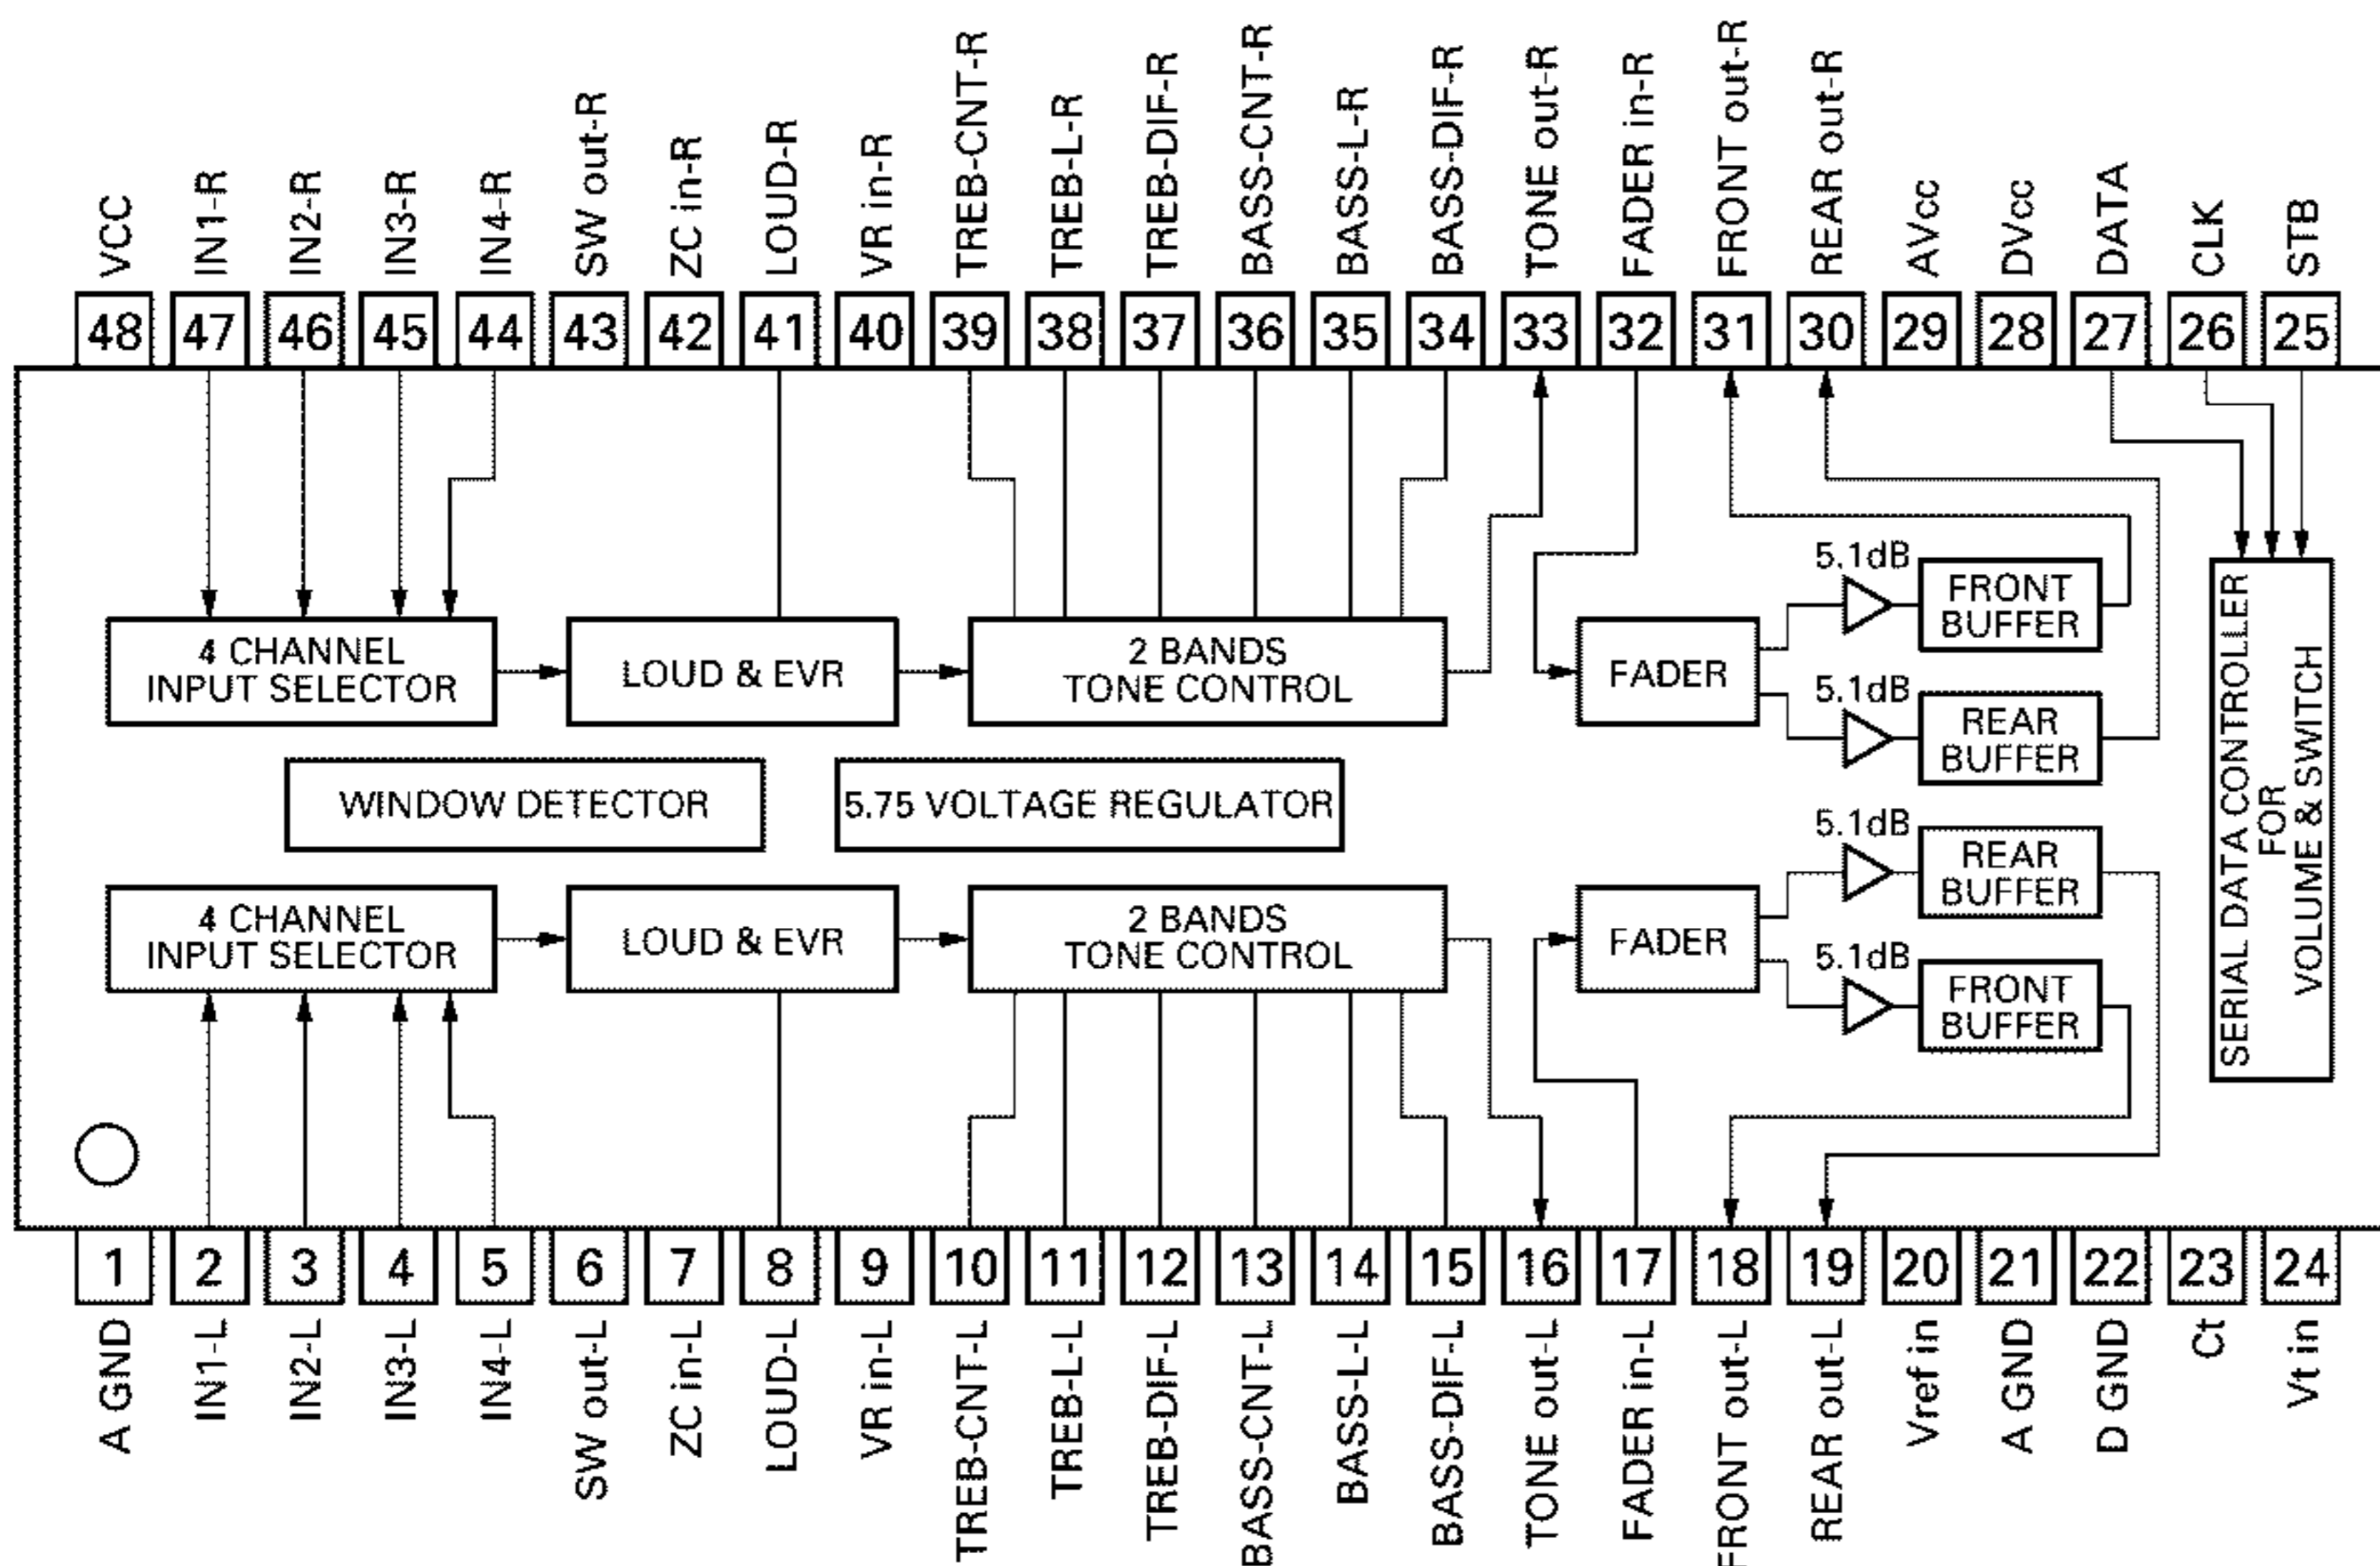 VCC
IN1-R
IN2-R
IN3-R
IN4-R
SW out-R
ZC in-R
LOUD-R
VR in-R
TREB-CNT-R
TREB-L-R
TREB-DIF-R
BASS-CNT-R
BASS-L-R
BASS-DIF-R
TONE out-R
FADER in-R
FRONT out-R
REAR out-R
AVcc
DVcc
DATA
CLK
STB
48
47
46
45
44
43
42
41
40
39
38
37
36
35
34
33
32
31
30
29
28
27
26
25
4 CHANNEL
INPUT SELECTOR
LOUD & EVR
2 BANDS
TONE CONTROL
FADER
5.1dB
FRONT
BUFFER
5.1dB
REAR
BUFFER
WINDOW DETECTOR
5.75 VOLTAGE REGULATOR
4 CHANNEL
INPUT SELECTOR
LOUD & EVR
2 BANDS
TONE CONTROL
FADER
5.1dB
REAR
BUFFER
5.1dB
FRONT
BUFFER
SERIAL DATA CONTROLLER
FOR
VOLUME & SWITCH
1
2
3
4
5
6
7
8
9
10
11
12
13
14
15
16
17
18
19
20
21
22
23
24
A GND
IN1-L
IN2-L
IN3-L
IN4-L
SW out-L
ZC in-L
LOUD-L
VR in-L
TREB-CNT-L
TREB-L-L
TREB-DIF-L
BASS-CNT-L
BASS-L-L
BASS-DIF-L
TONE out-L
FADER in-L
FRONT out-L
REAR out-L
Vref in
A GND
D GND
Ct
Vt in